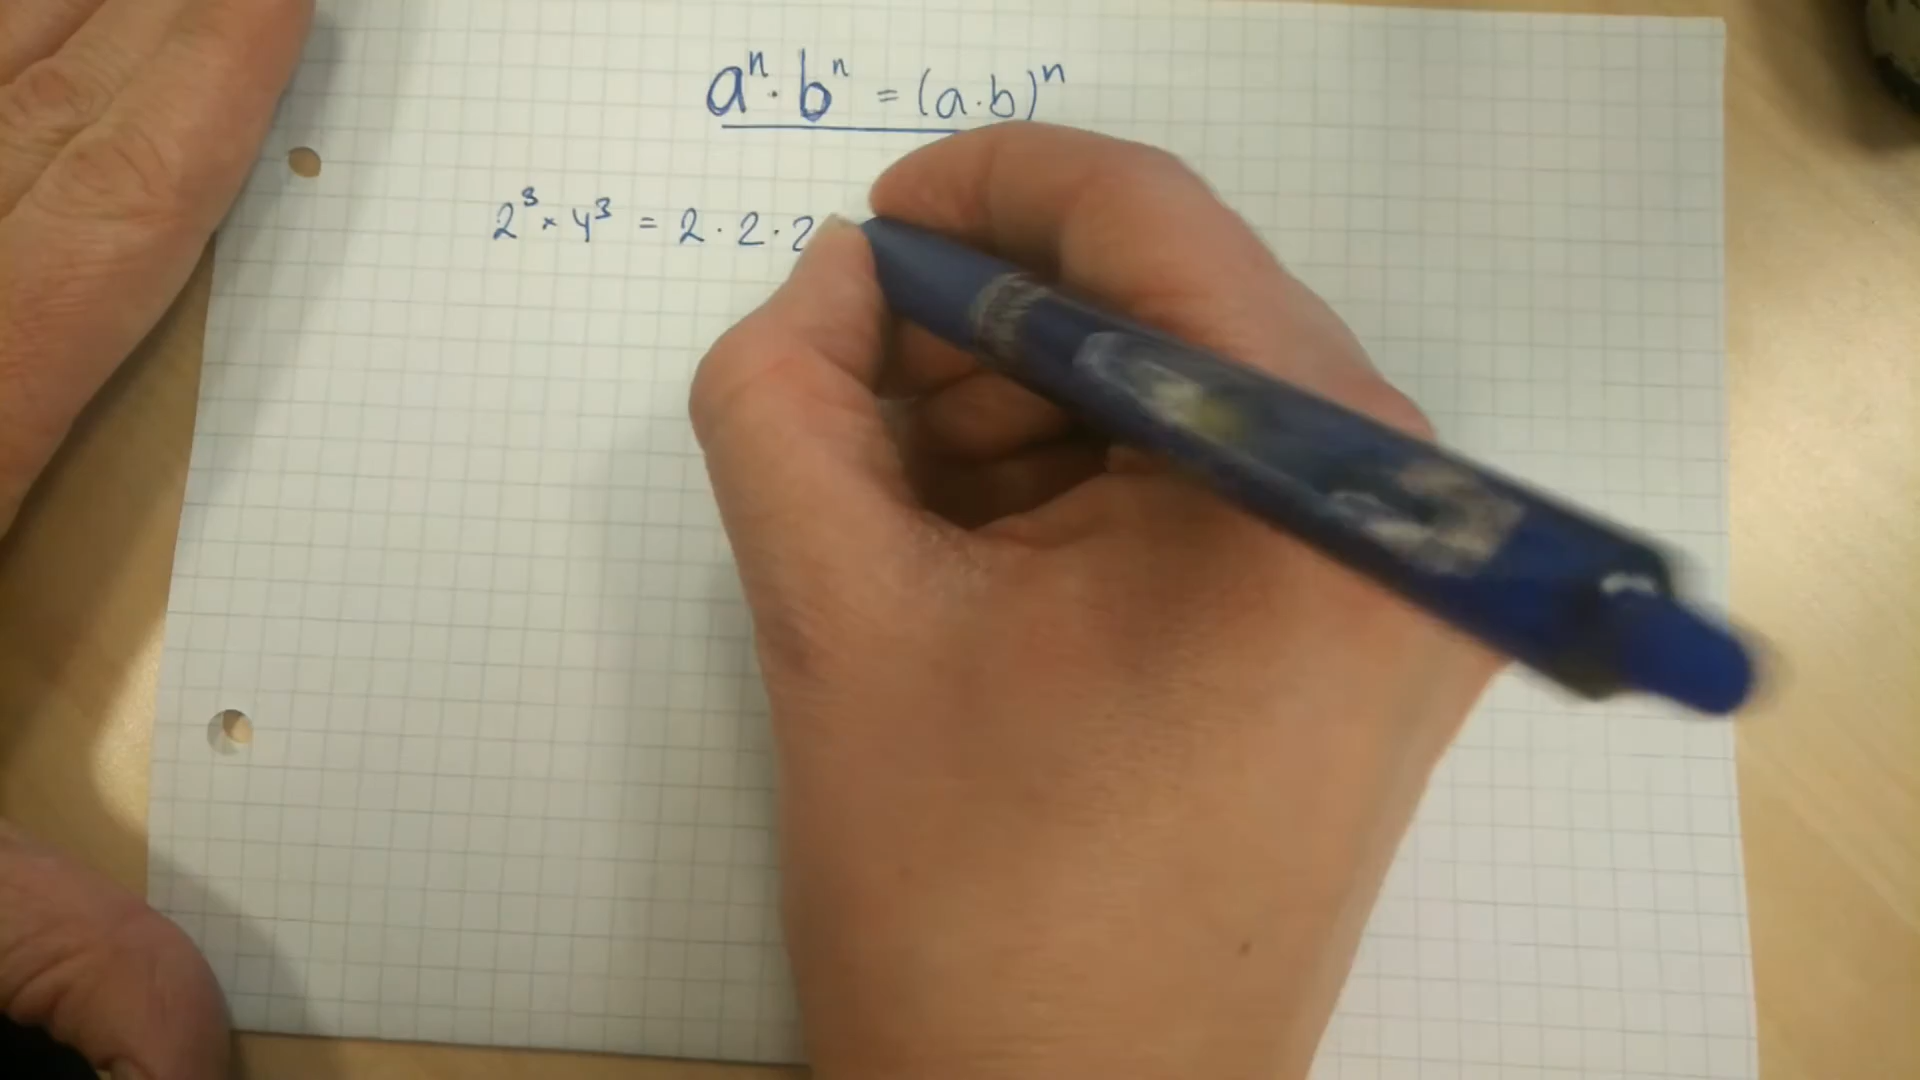 aⁿ · bⁿ = (a·b)ⁿ
2³ × 4³ = 2 · 2 · 2